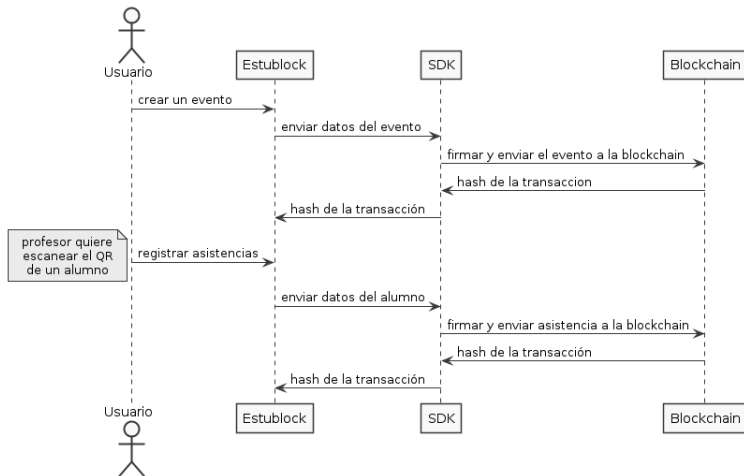 Usuario
Estublock
SDK
Blockchain
crear un evento
enviar datos del evento
firmar y enviar el evento a la blockchain
hash de la transaccion
hash de la transacción
profesor quiere
escanear el QR
de un alumno
registrar asistencias
enviar datos del alumno
firmar y enviar asistencia a la blockchain
hash de la transacción
hash de la transacción
Usuario
Estublock
SDK
Blockchain